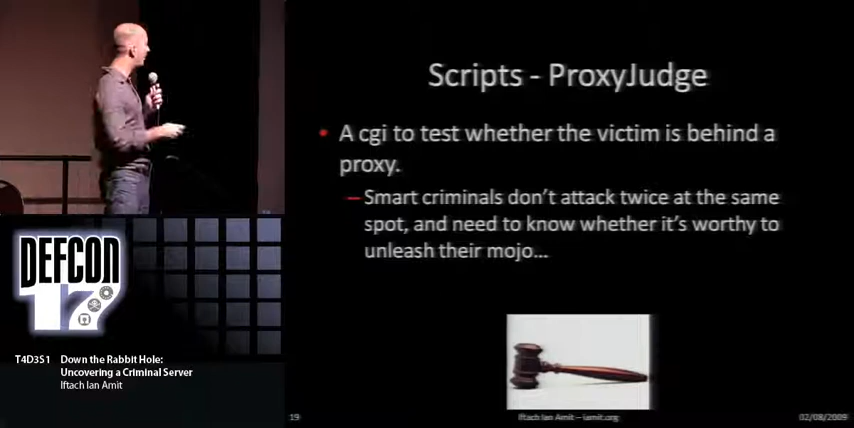 Scripts - ProxyJudge
• A cgi to test whether the victim is behind a
proxy.
– Smart criminals don't attack twice at the same
spot, and need to know whether it's worthy to
unleash their mojo...
DEFCON
17
T4D3S1 Down the Rabbit Hole:
Uncovering a Criminal Server
Iftach Ian Amit
19 Iftach Ian Amit – iamit.org 02/08/2009